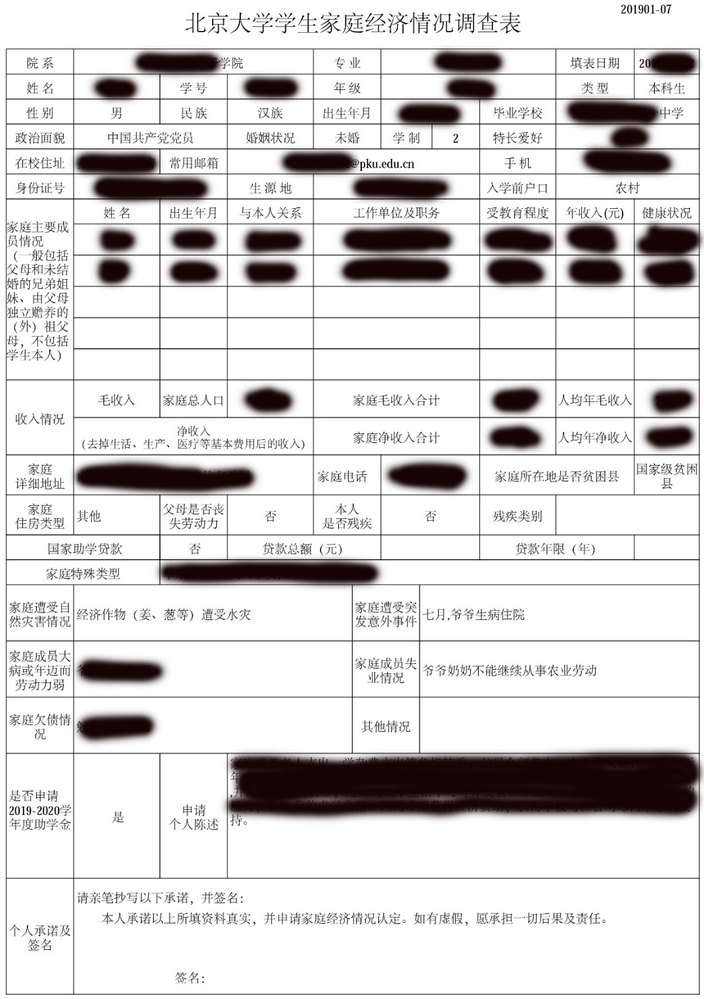 201901-07
北京大学学生家庭经济情况调查表
院 系 学院 专 业 填表日期 20
姓 名 学 号 年 级 类 型 本科生
性 别 男 民 族 汉族 出生年月 毕业学校 中学
政治面貌 中国共产党党员 婚姻状况 未婚 学 制 2 特长爱好
在校住址 常用邮箱 @pku.edu.cn 手 机
身份证号 生 源 地 入学前户口 农村
家庭主要成
员情况
（一般包括
父母和未结
婚的兄弟姐
妹、由父母
独立赡养的
（外）祖父
母，不包括
学生本人）
姓 名 出生年月 与本人关系 工作单位及职务 受教育程度 年收入(元) 健康状况
收入情况
毛收入 家庭总人口 家庭毛收入合计 人均年毛收入
净收入
（去掉生活、生产、医疗等基本费用后的收入）
家庭净收入合计 人均年净收入
家庭
详细地址
家庭电话 家庭所在地是否贫困县
国家级贫困
县
家庭
住房类型
其他
父母是否丧
失劳动力
否
本人
是否残疾
否 残疾类别
国家助学贷款 否 贷款总额（元） 贷款年限（年）
家庭特殊类型
家庭遭受自
然灾害情况
经济作物（姜、葱等）遭受水灾
家庭遭受突
发意外事件
七月,爷爷生病住院
家庭成员大
病或年迈而
劳动力弱
家庭成员失
业情况
爷爷奶奶不能继续从事农业劳动
家庭欠债情
况
其他情况
是否申请
2019-2020学
年度助学金
是
申请
个人陈述
持。
个人承诺及
签名
请亲笔抄写以下承诺，并签名：
本人承诺以上所填资料真实，并申请家庭经济情况认定。如有虚假，愿承担一切后果及责任。
签名：